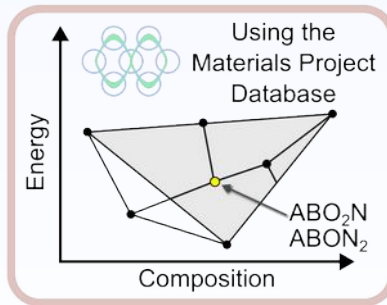 Using the
Materials Project
Database
Energy
ABO₂N
ABON₂
Composition